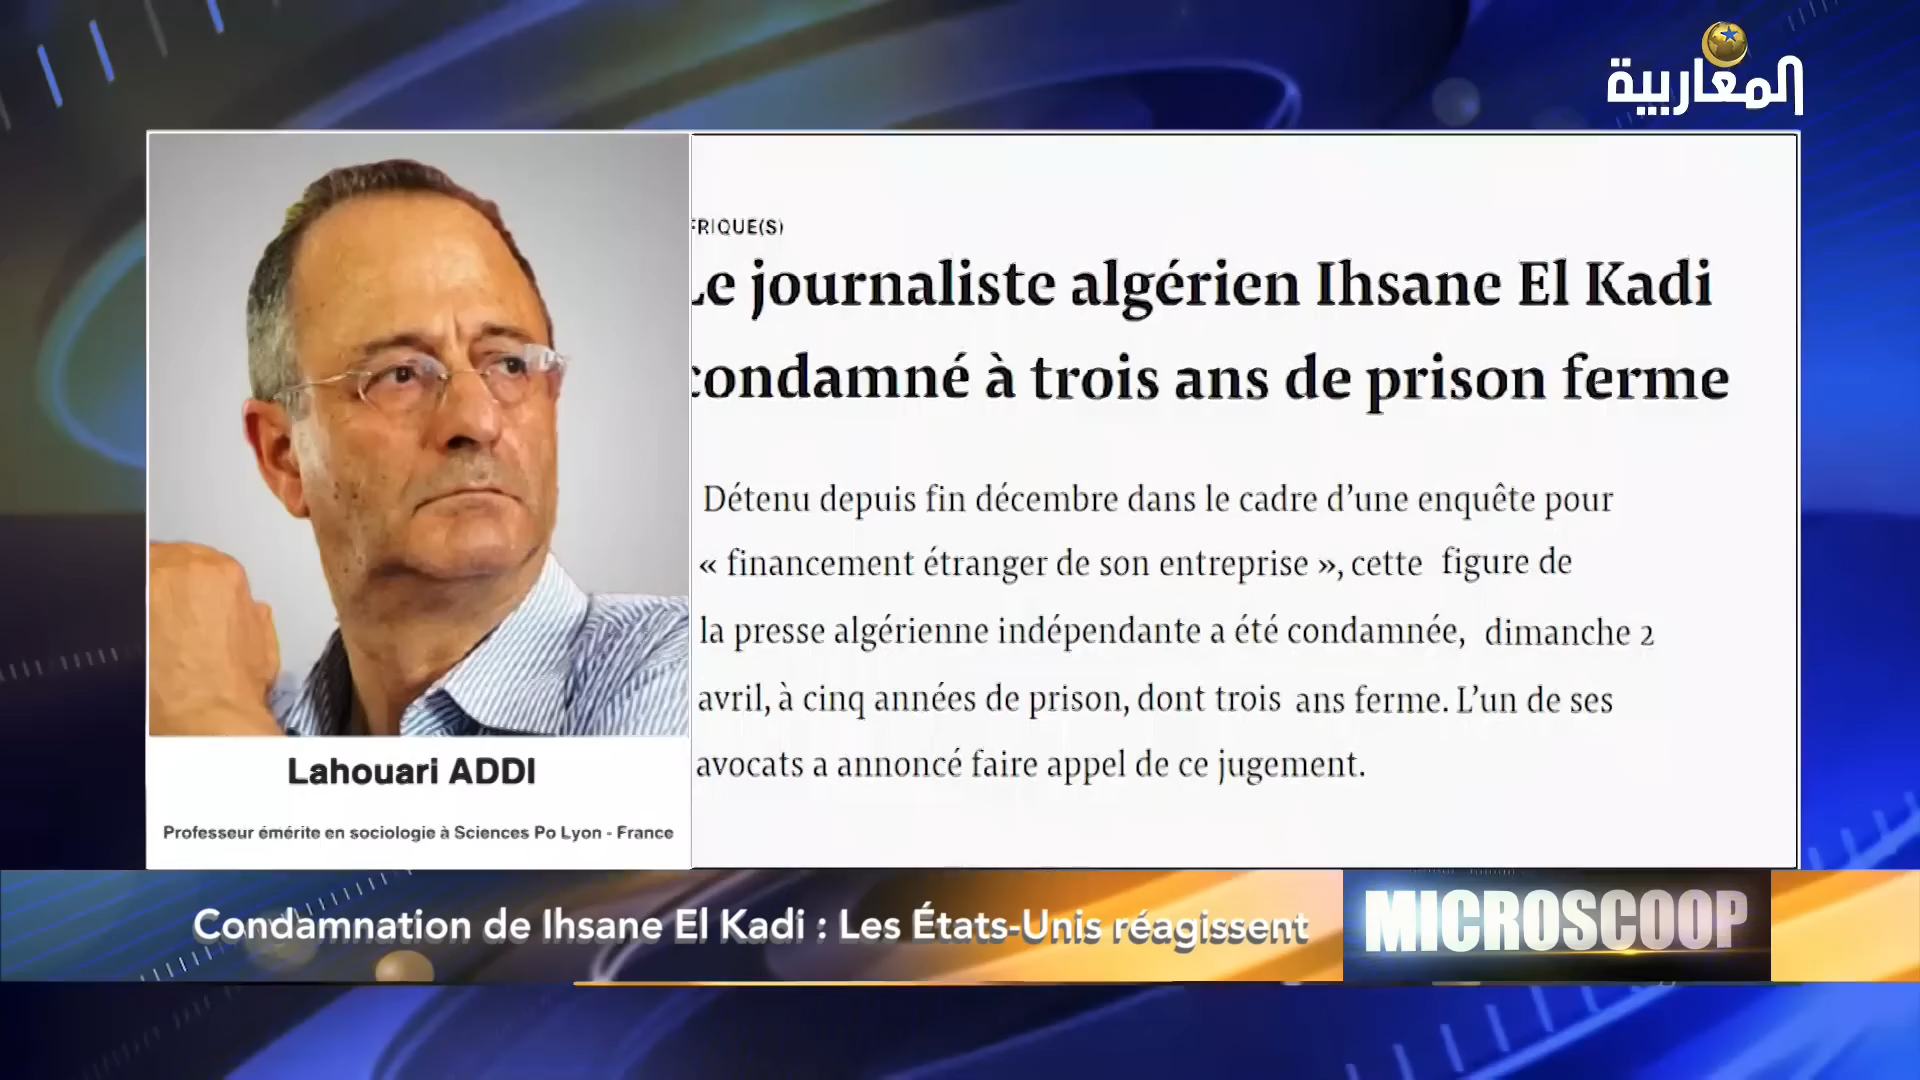 المغاربية
FRIQUE(S)
Le journaliste algérien Ihsane El Kadi
condamné à trois ans de prison ferme
Détenu depuis fin décembre dans le cadre d’une enquête pour
« financement étranger de son entreprise », cette figure de
la presse algérienne indépendante a été condamnée, dimanche 2
avril, à cinq années de prison, dont trois ans ferme. L’un de ses
avocats a annoncé faire appel de ce jugement.
Lahouari ADDI
Professeur émérite en sociologie à Sciences Po Lyon - France
Condamnation de Ihsane El Kadi : Les États-Unis réagissent
MICROSCOOP